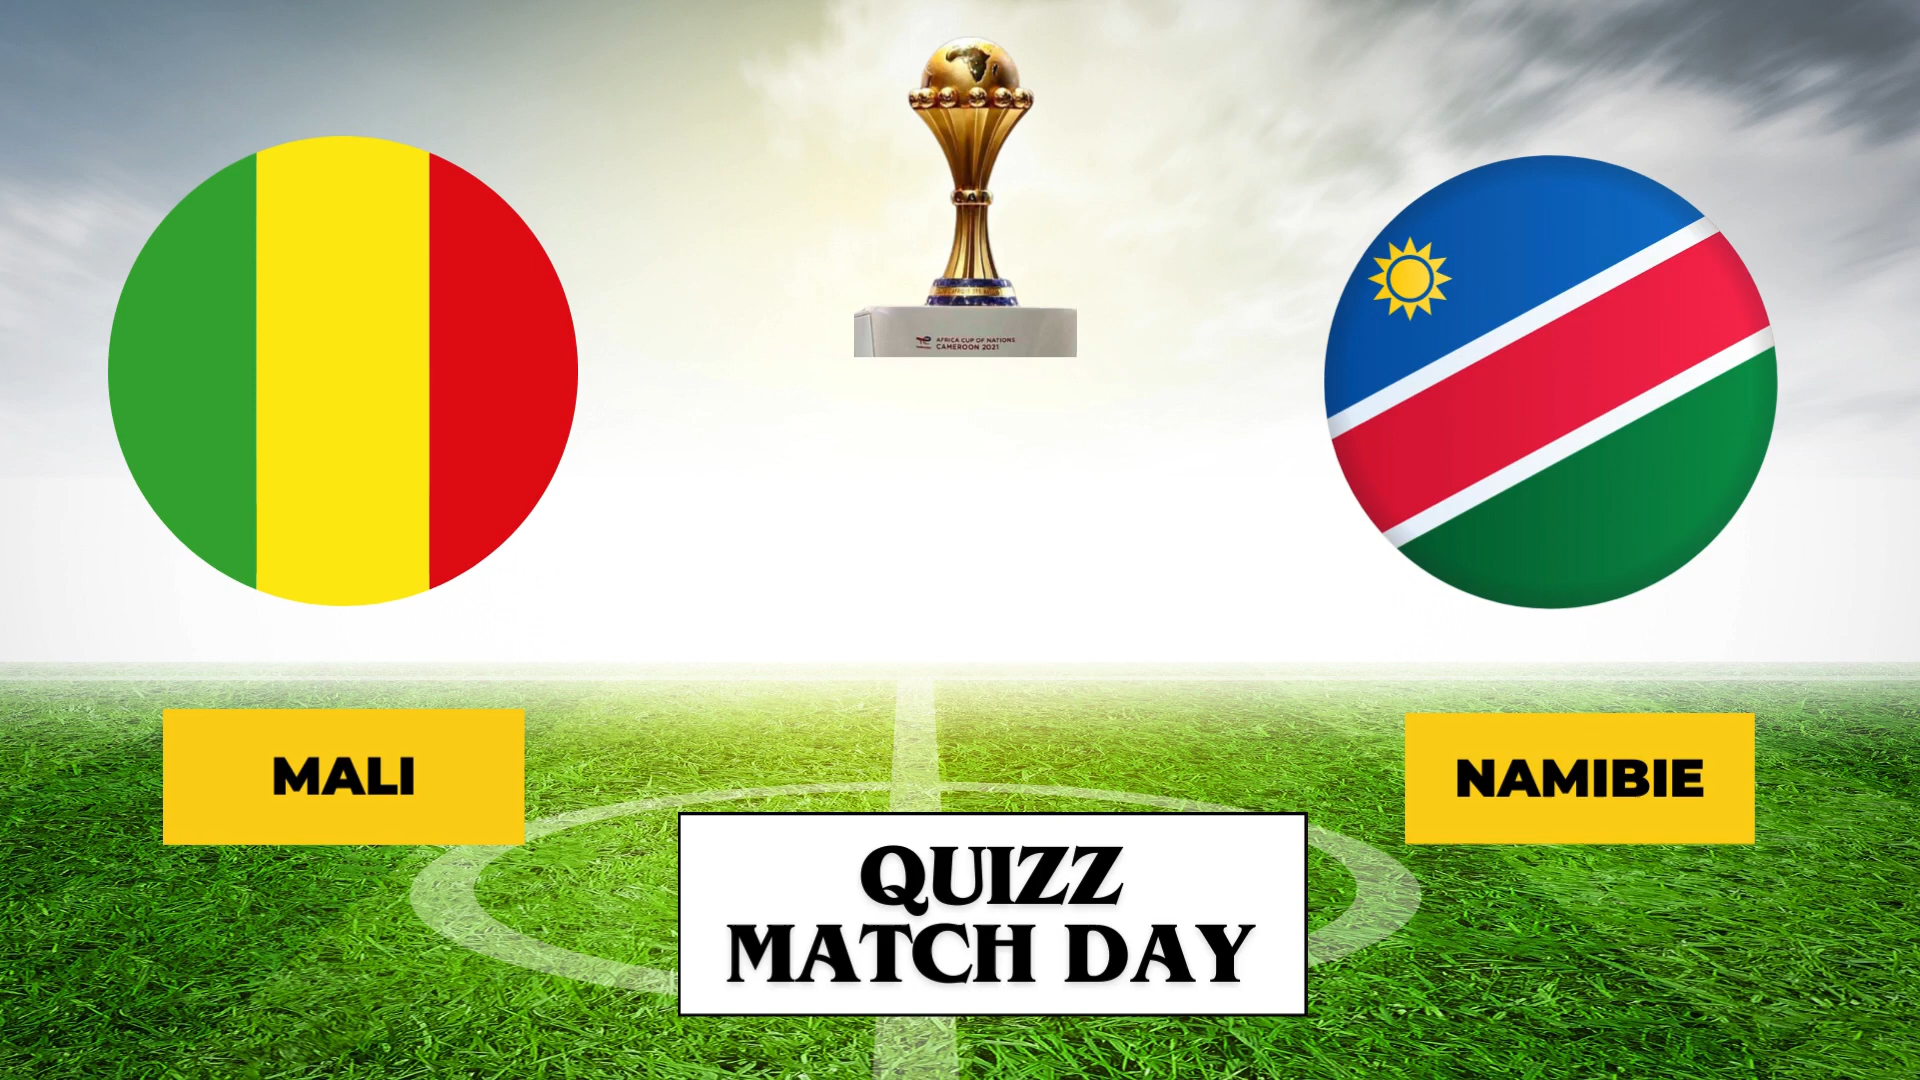 AFRICA CUP OF NATIONS
CAMEROON 2021
MALI
NAMIBIE
QUIZZ
MATCH DAY